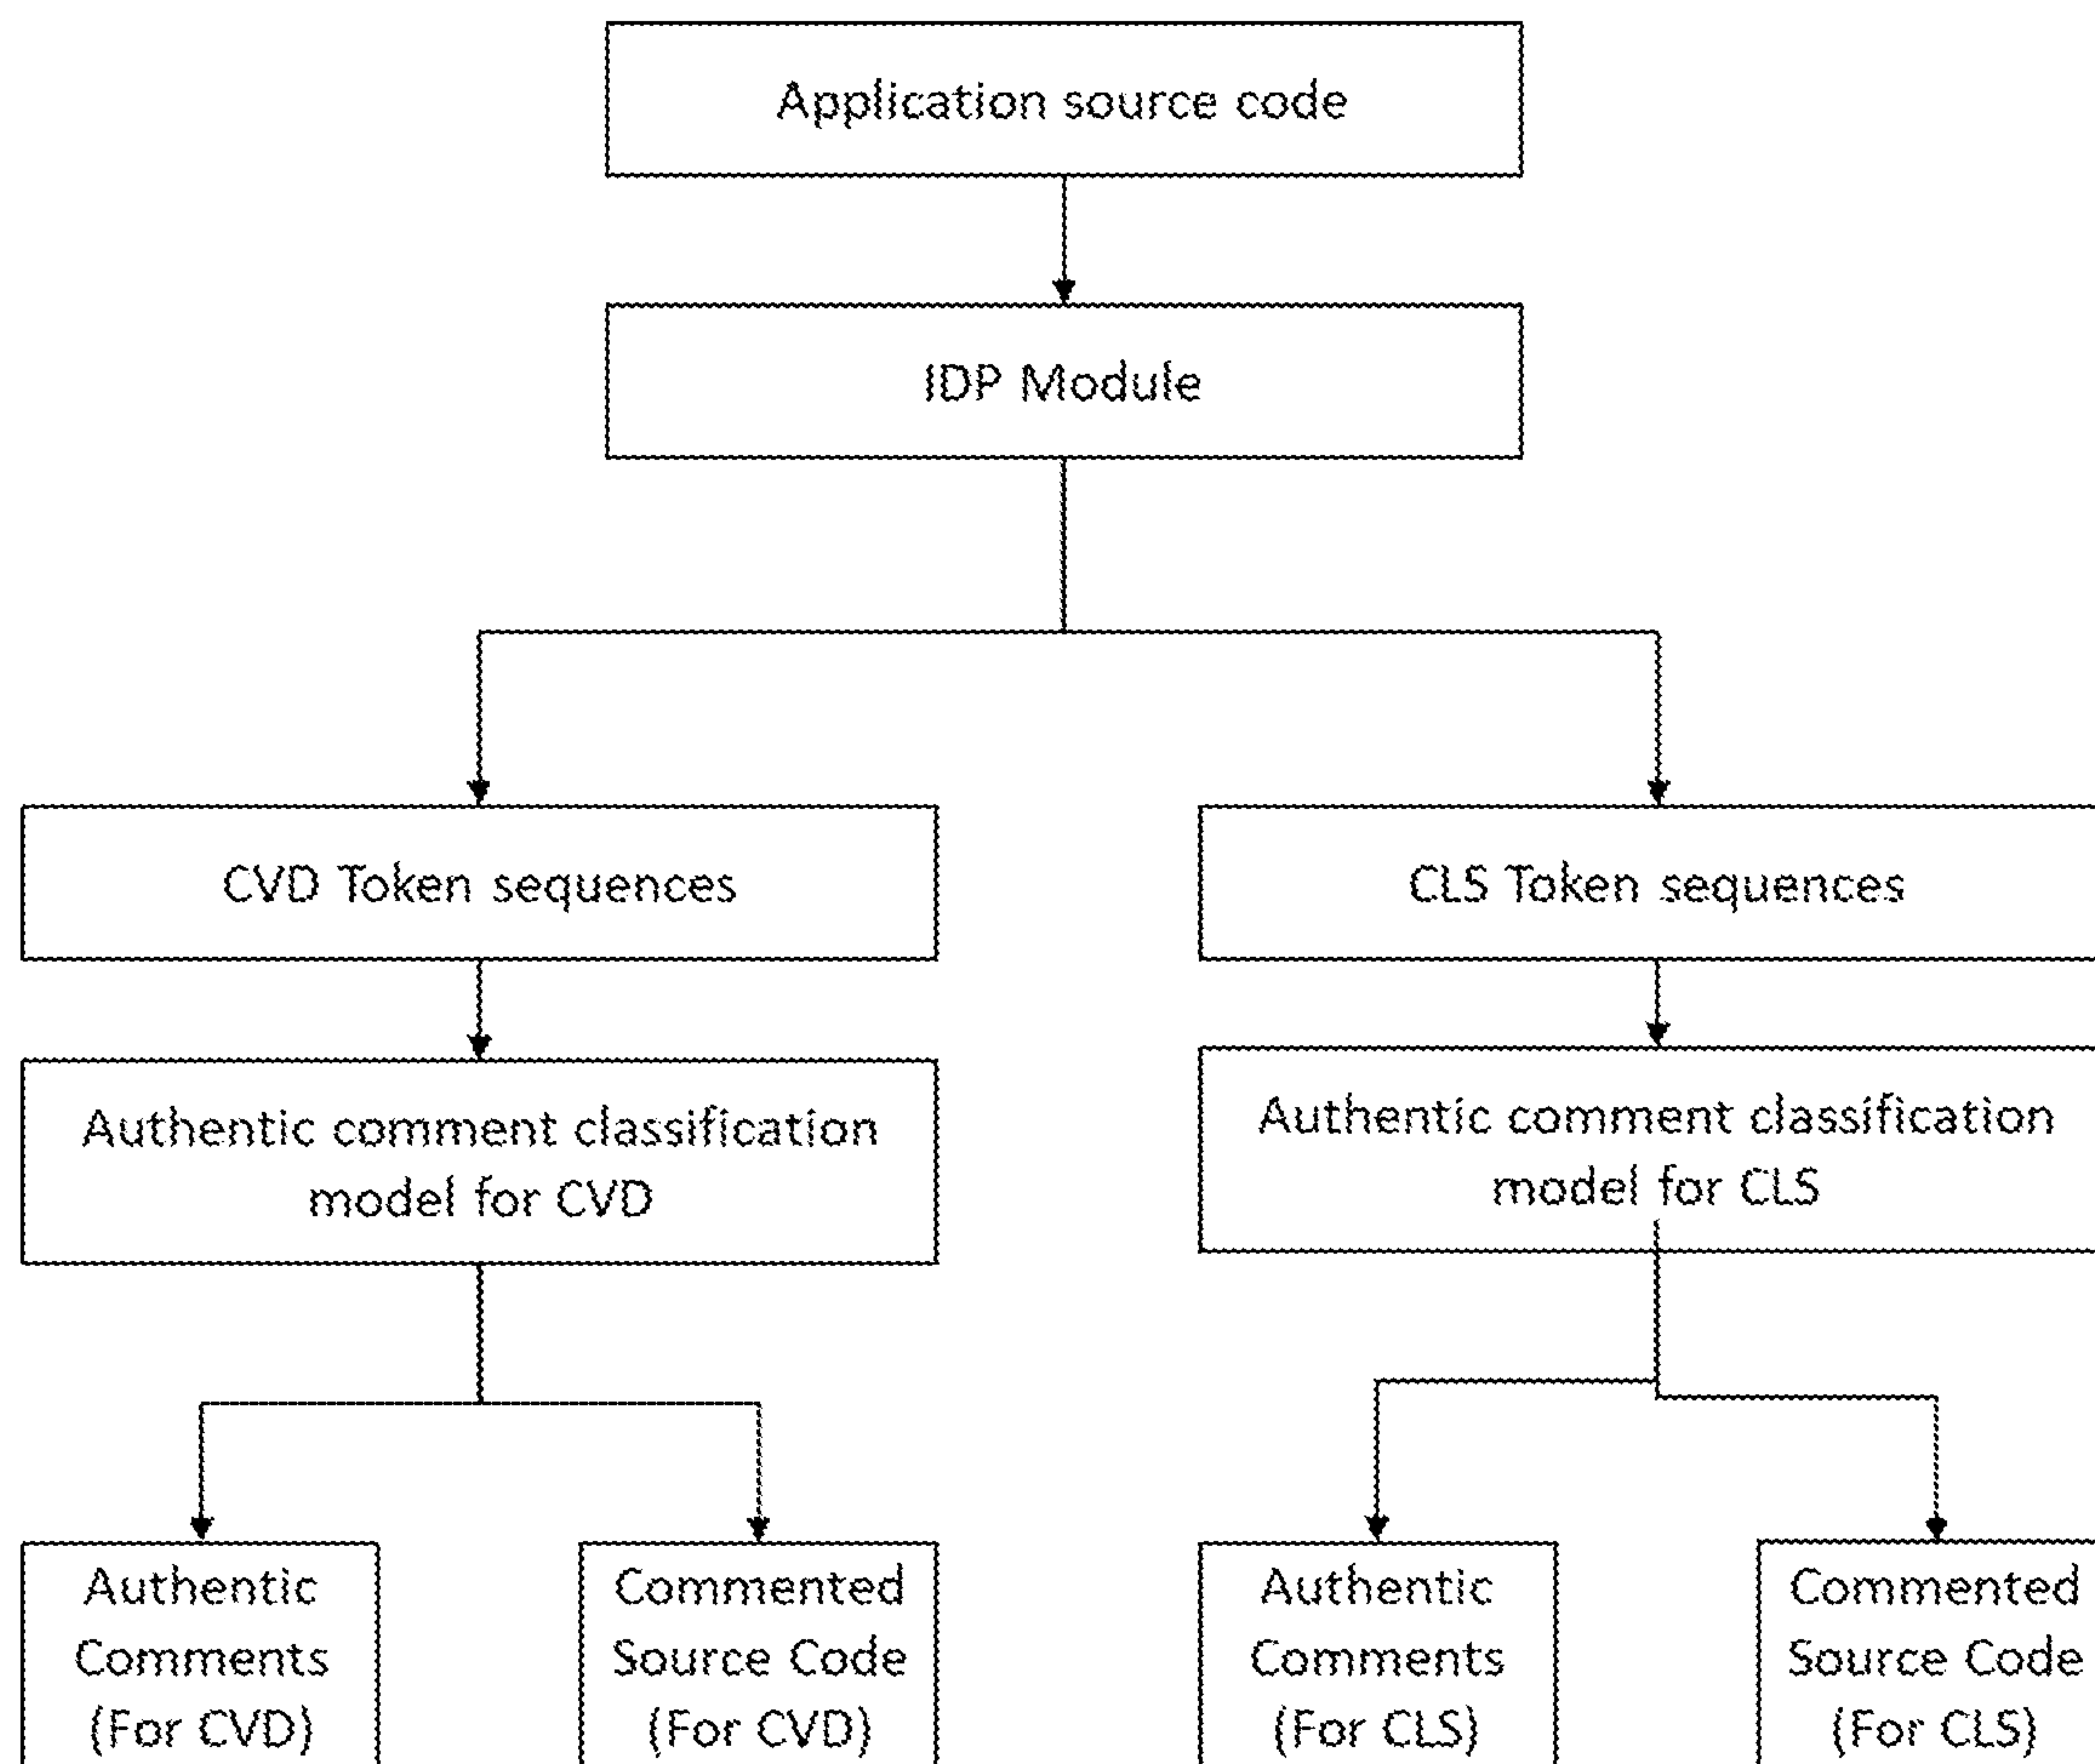 Application source code
IDP Module
CVD Token sequences
CLS Token sequences
Authentic comment classification
model for CVD
Authentic comment classification
model for CLS
Authentic
Comments
(For CVD)
Commented
Source Code
(For CVD)
Authentic
Comments
(For CLS)
Commented
Source Code
(For CLS)